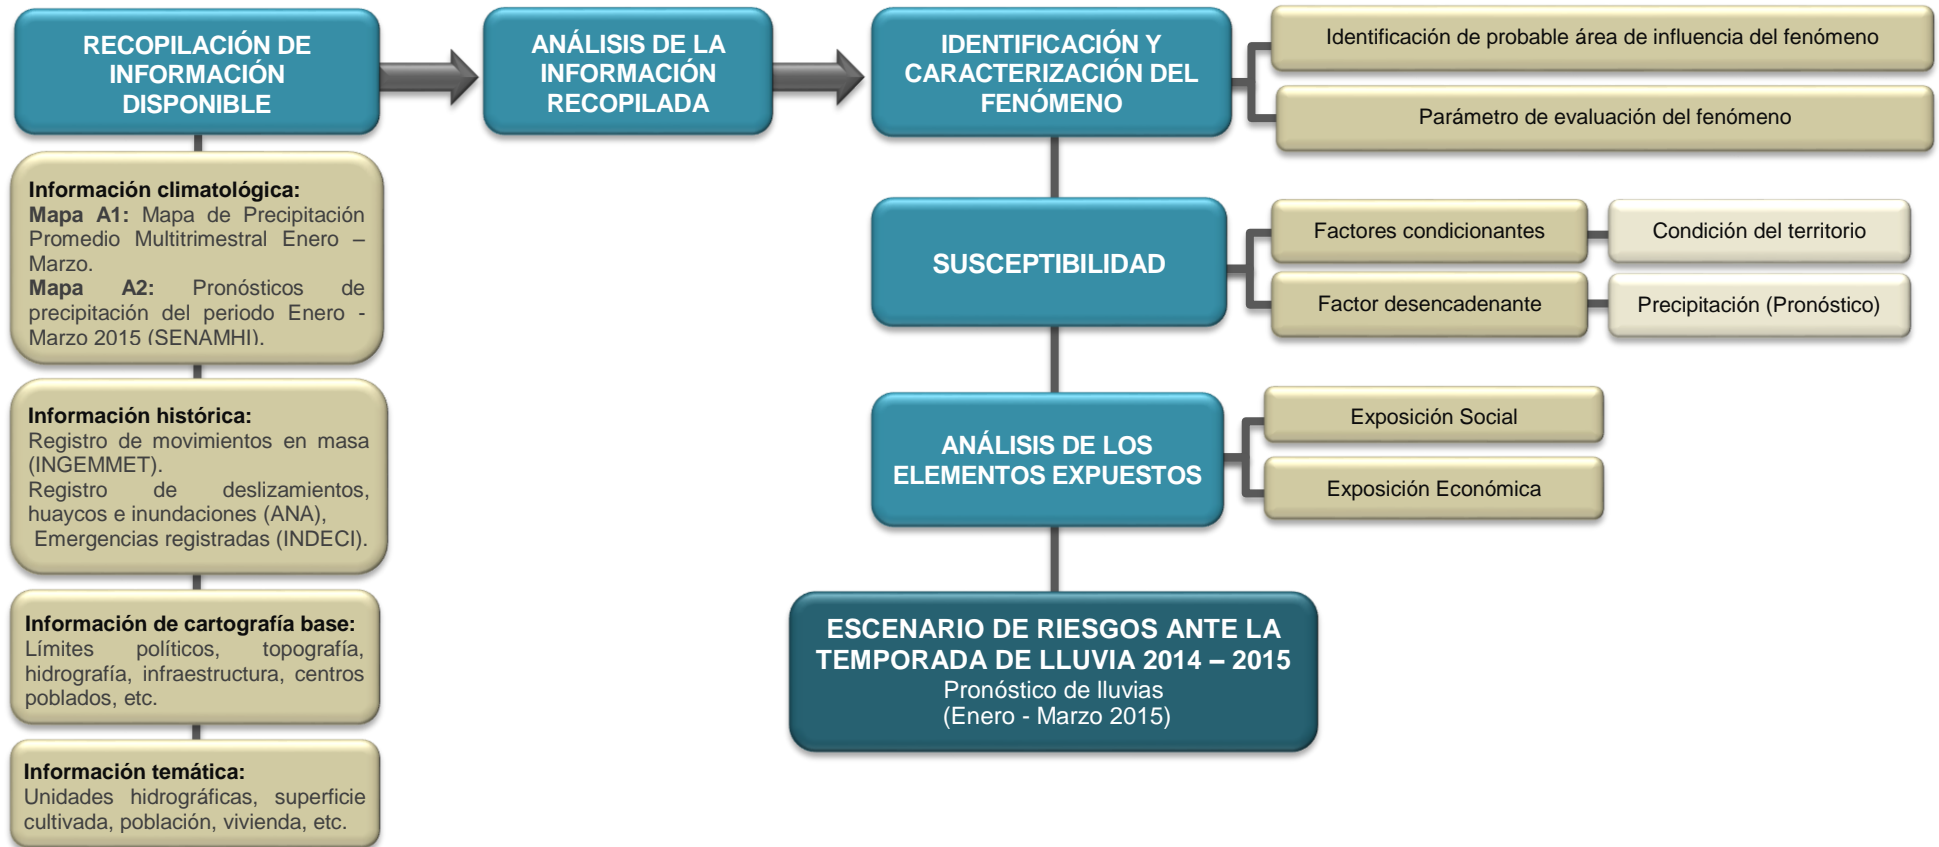 RECOPILACIÓN DE
INFORMACIÓN
DISPONIBLE
ANÁLISIS DE LA
INFORMACIÓN
RECOPILADA
IDENTIFICACIÓN Y
CARACTERIZACIÓN DEL
FENÓMENO
Identificación de probable área de influencia del fenómeno
Parámetro de evaluación del fenómeno
Información climatológica:
Mapa A1: Mapa de Precipitación
Promedio Multitrimestral Enero –
Marzo.
Mapa A2: Pronósticos de
precipitación del periodo Enero -
Marzo 2015 (SENAMHI).
Información histórica:
Registro de movimientos en masa
(INGEMMET).
Registro de deslizamientos,
huaycos e inundaciones (ANA),
Emergencias registradas (INDECI).
Información de cartografía base:
Límites políticos, topografía,
hidrografía, infraestructura, centros
poblados, etc.
Información temática:
Unidades hidrográficas, superficie
cultivada, población, vivienda, etc.
SUSCEPTIBILIDAD
Factores condicionantes
Condición del territorio
Factor desencadenante
Precipitación (Pronóstico)
ANÁLISIS DE LOS
ELEMENTOS EXPUESTOS
Exposición Social
Exposición Económica
ESCENARIO DE RIESGOS ANTE LA
TEMPORADA DE LLUVIA 2014 – 2015
Pronóstico de lluvias
(Enero - Marzo 2015)